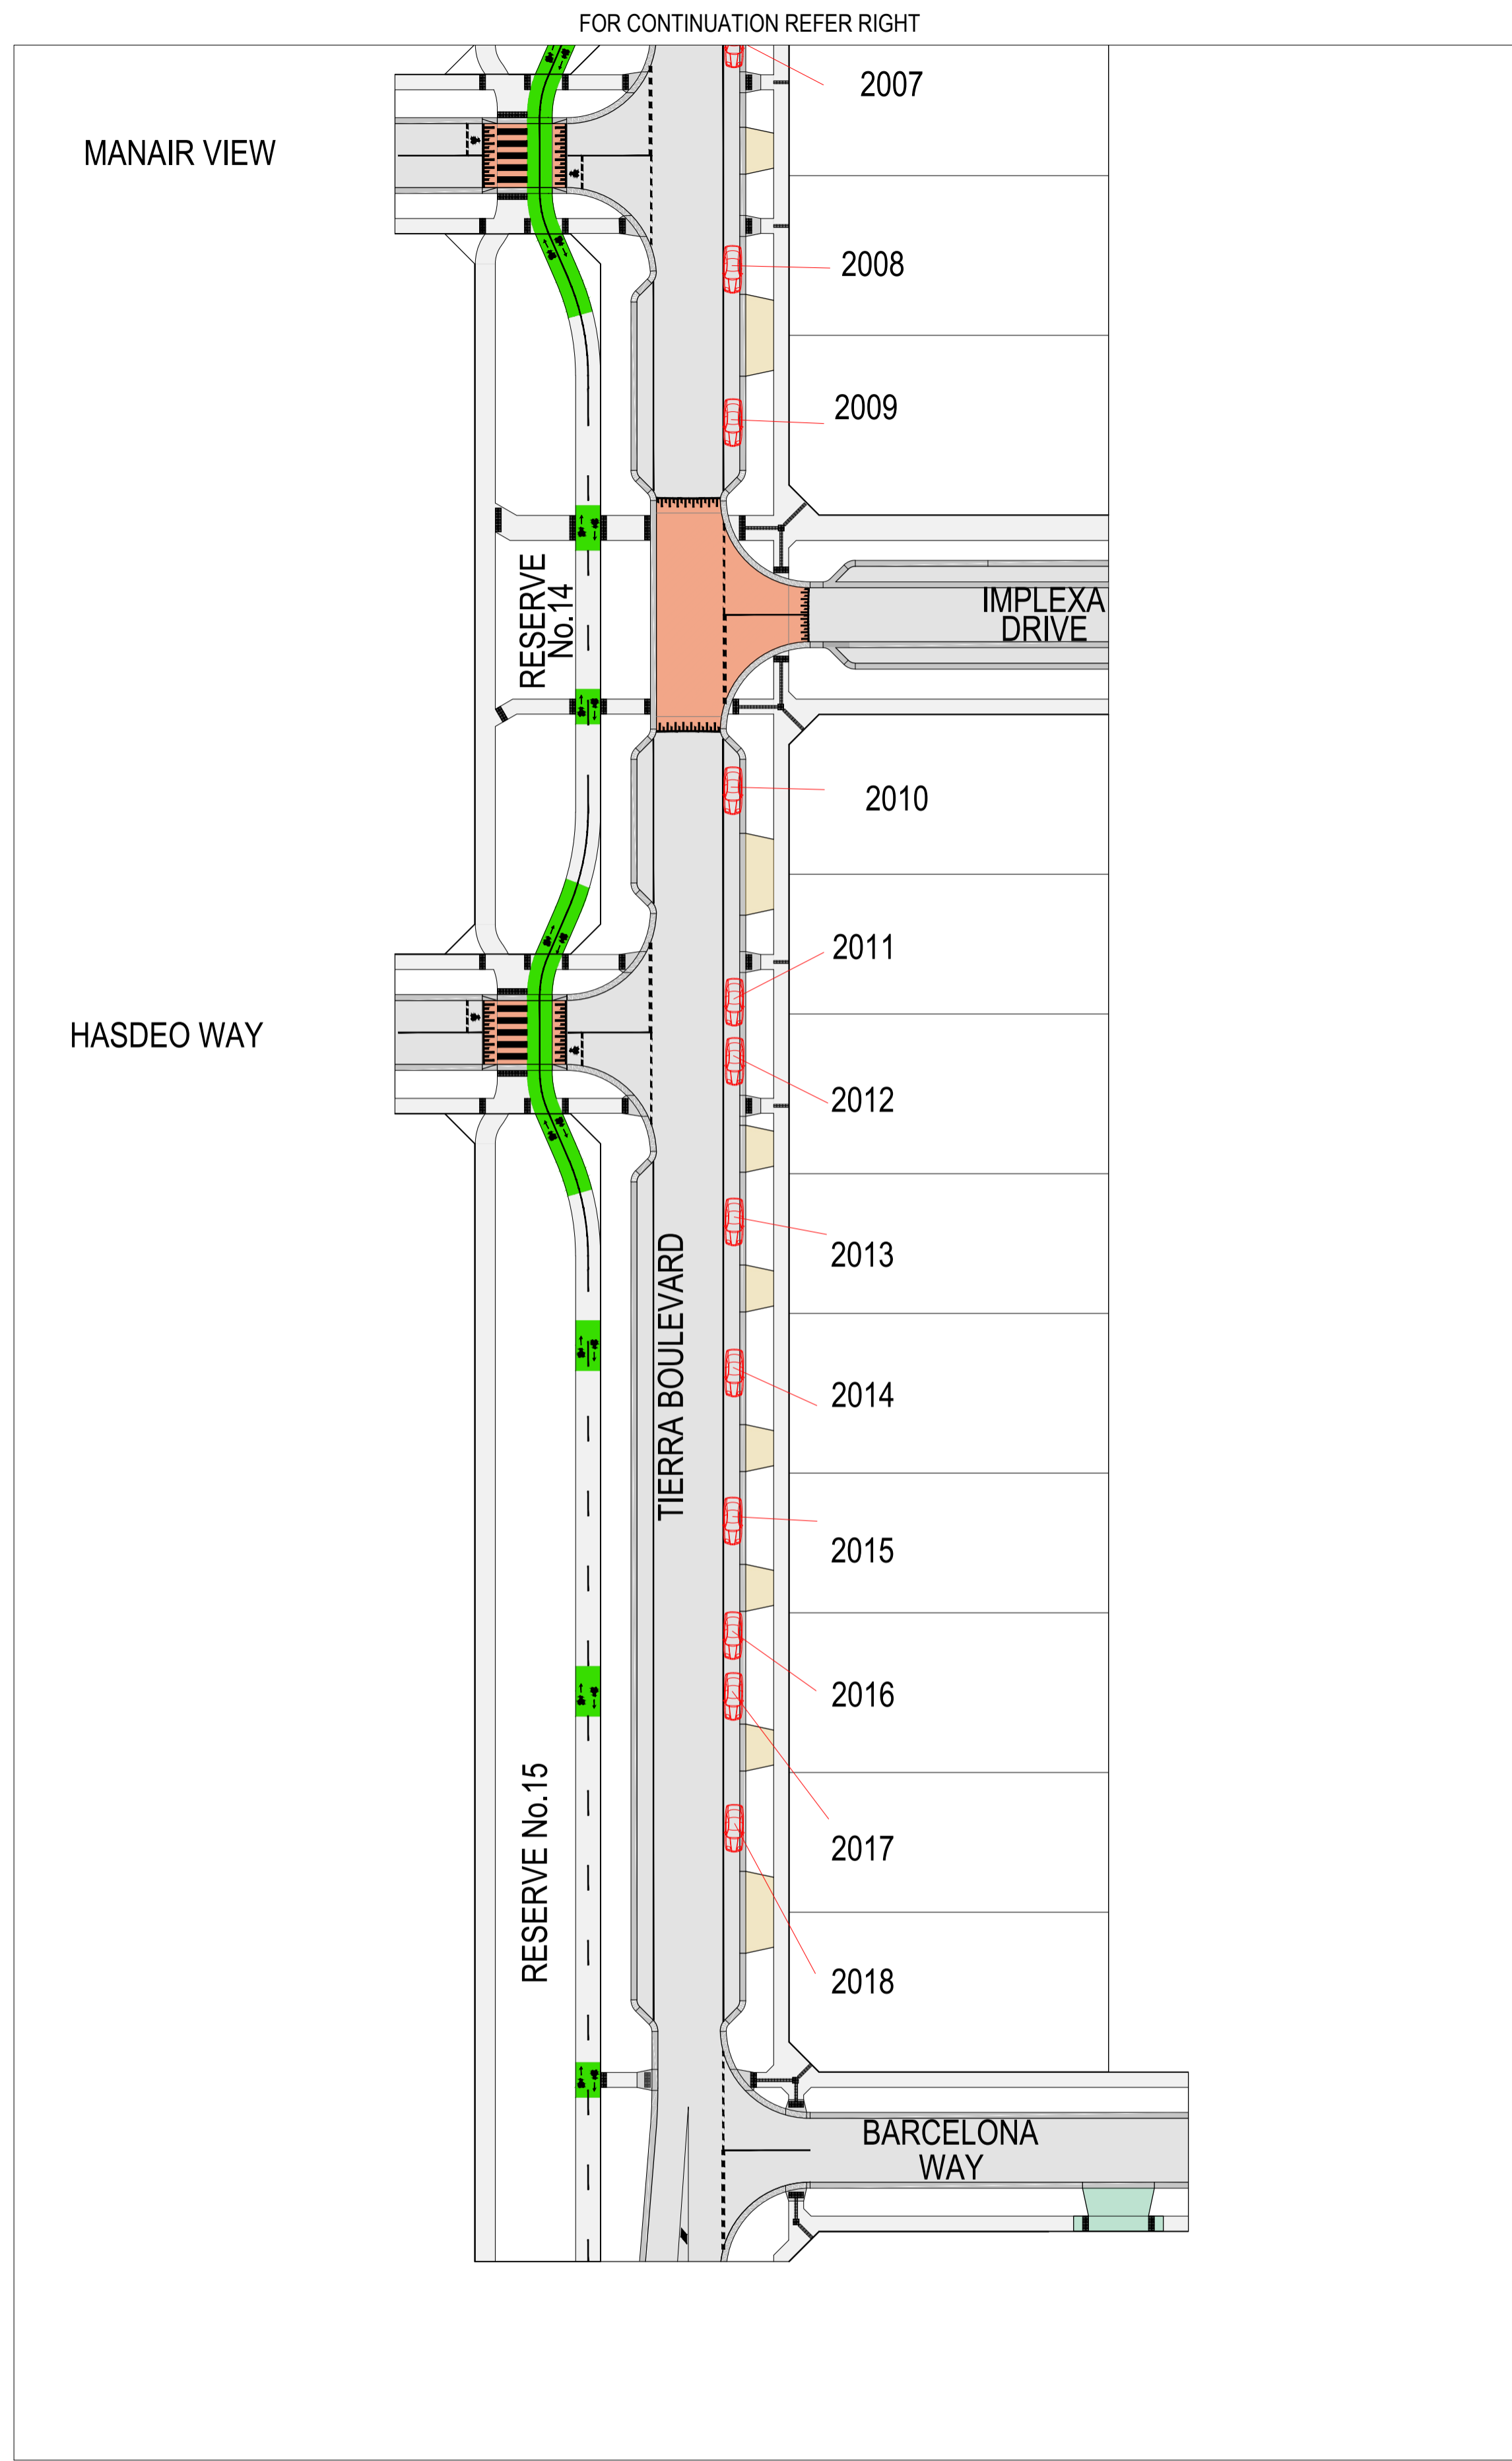 FOR CONTINUATION REFER RIGHT
2007
MANAIR VIEW
2008
2009
RESERVE
No.14
IMPLEXA
DRIVE
2010
2011
HASDEO WAY
2012
2013
TIERRA BOULEVARD
2014
2015
2016
RESERVE No.15
2017
2018
BARCELONA
WAY